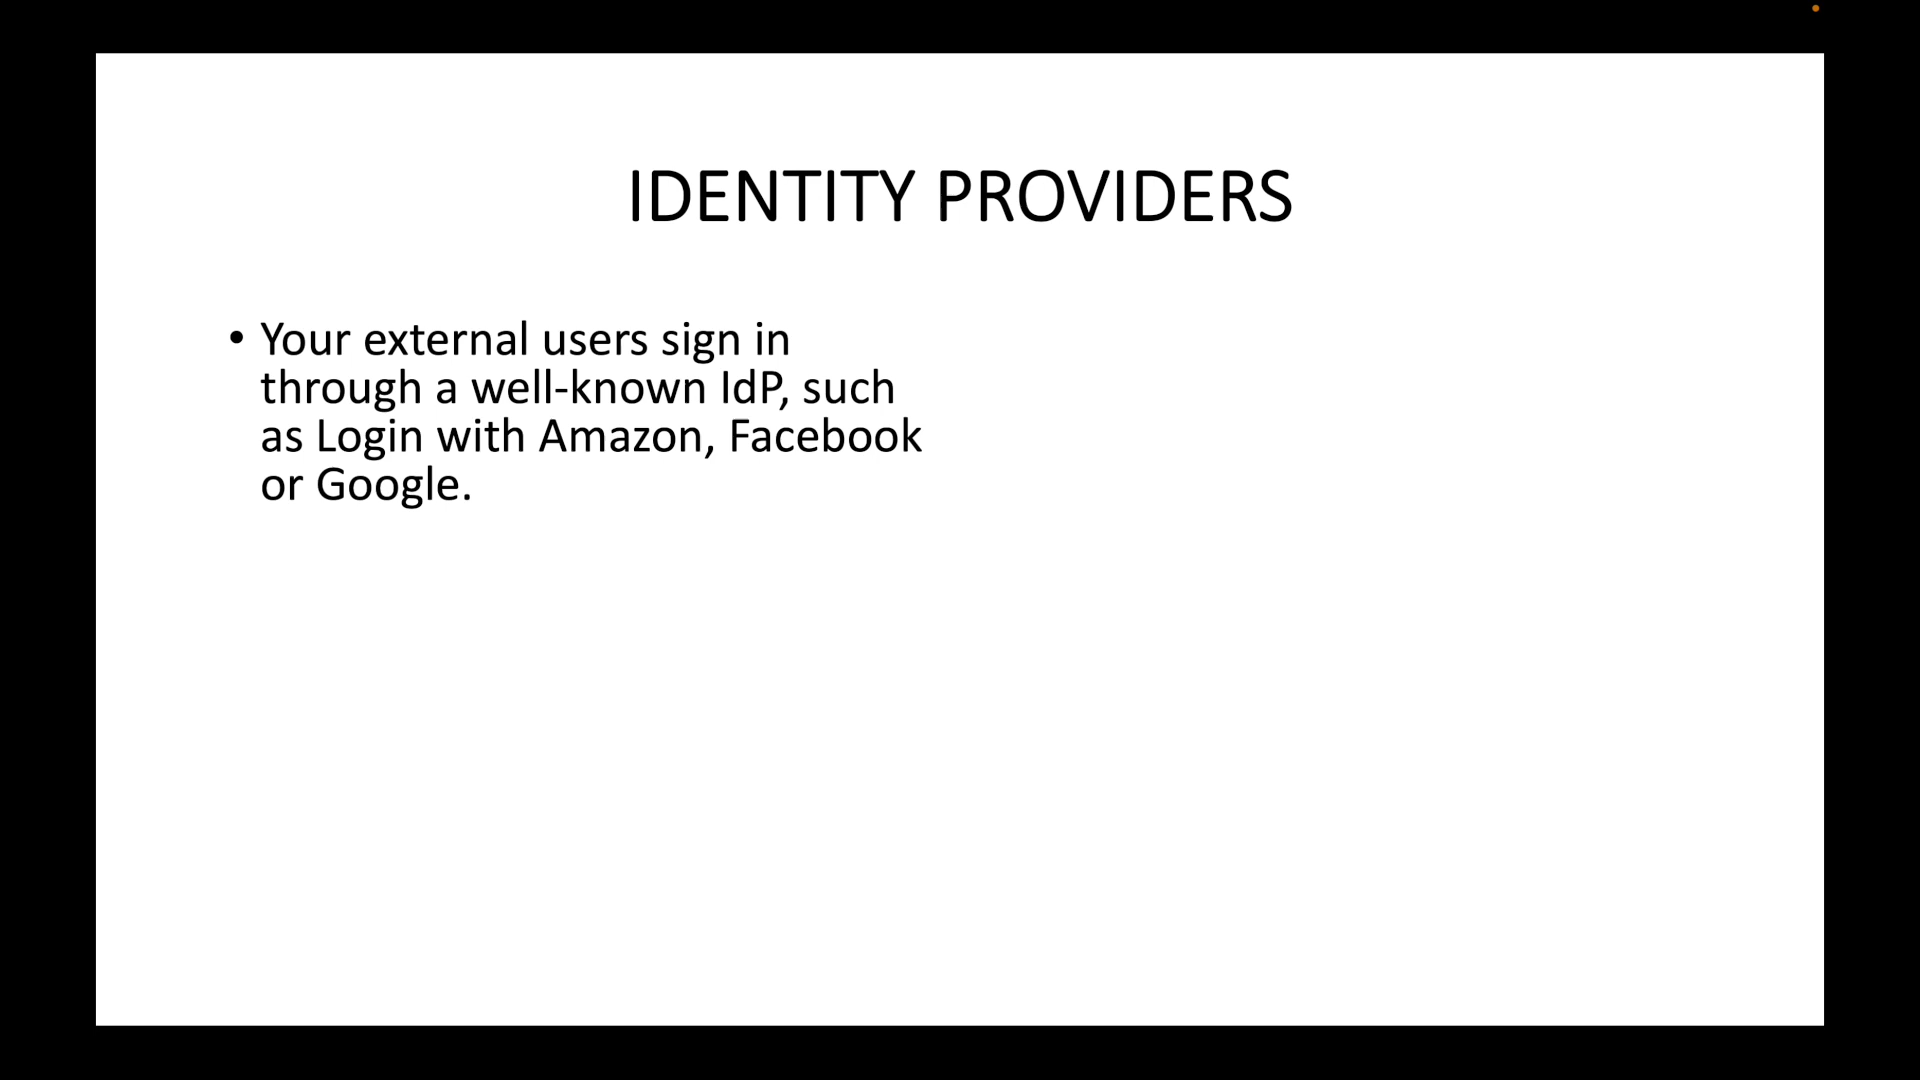 IDENTITY PROVIDERS
• Your external users sign in
through a well-known IdP, such
as Login with Amazon, Facebook
or Google.